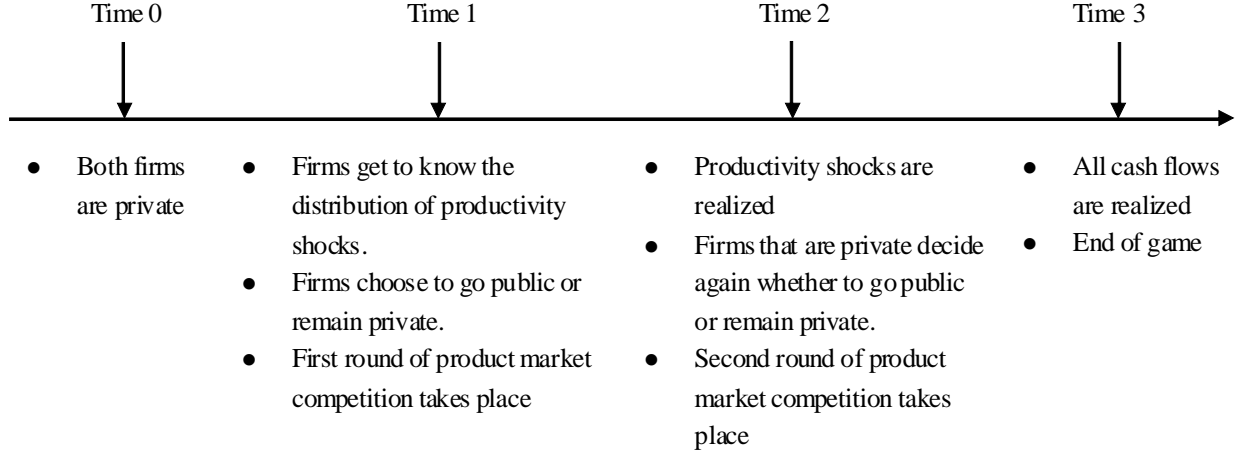 Time 0
Time 1
Time 2
Time 3
● Both firms
are private
● Firms get to know the
distribution of productivity
shocks.
● Firms choose to go public or
remain private.
● First round of product market
competition takes place
● Productivity shocks are
realized
● Firms that are private decide
again whether to go public
or remain private.
● Second round of product
market competition takes
place
● All cash flows
are realized
● End of game